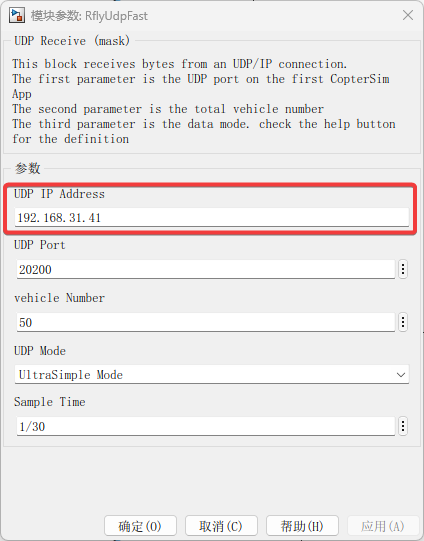 模块参数: RflyUdpFast
UDP Receive (mask)
This block receives bytes from an UDP/IP connection.
The first parameter is the UDP port on the first CopterSim
App
The second parameter is the total vehicle number
The third parameter is the data mode. check the help button
for the definition
参数
UDP IP Address
192.168.31.41
UDP Port
20200
vehicle Number
50
UDP Mode
UltraSimple Mode
Sample Time
1/30
确定(O) 取消(C) 帮助(H) 应用(A)